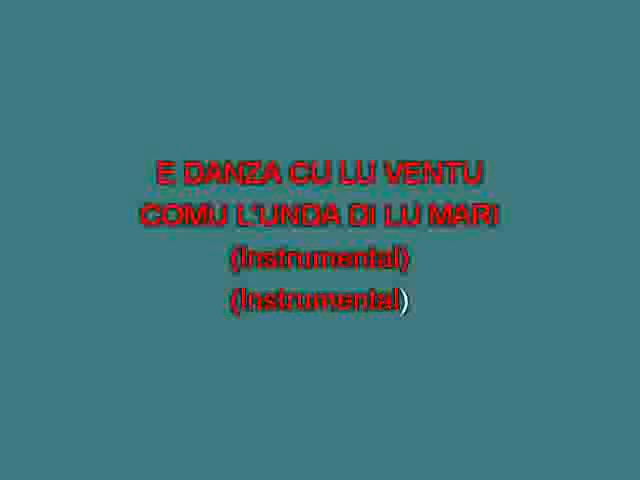 E DANZA CU LU VENTU
COMU L'UNDA DI LU MARI
(Instrumental)
(Instrumental)